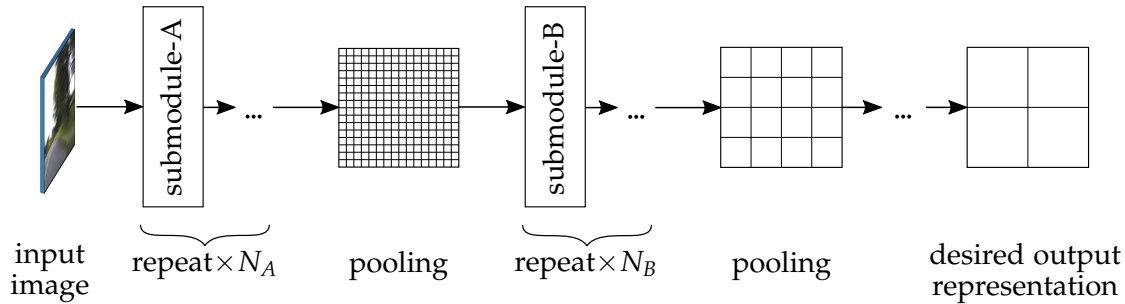 submodule-A
...
submodule-B
...
...
input
image
repeat×N_A
pooling
repeat×N_B
pooling
desired output
representation